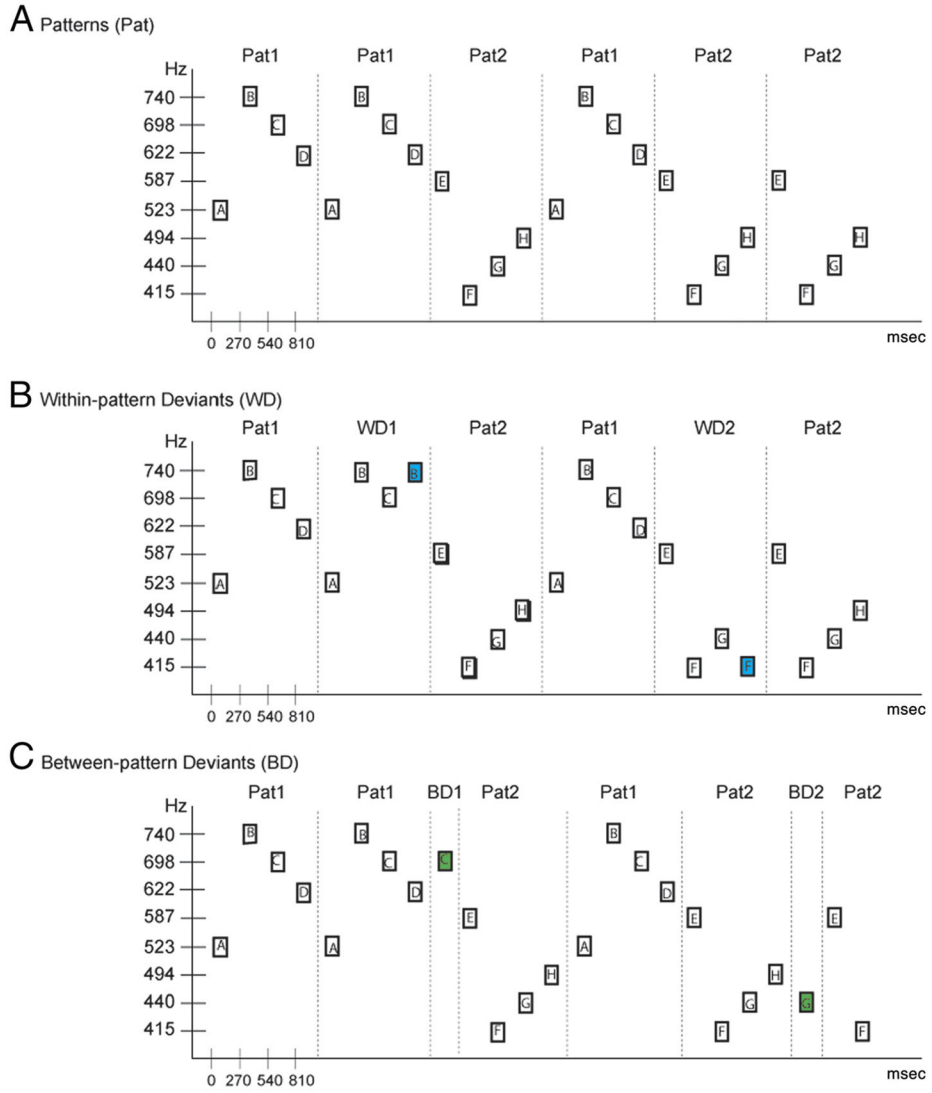 A Patterns (Pat)
Pat1 Pat1 Pat2 Pat1 Pat2 Pat2
Hz
740 B B B
698 C C C
622 D D D
587 E E E
523 A A A
494 H H H
440 G G G
415 F F F
0 270 540 810
msec
B Within-pattern Deviants (WD)
Pat1 WD1 Pat2 Pat1 WD2 Pat2
Hz
740 B B B B
698 C C C
622 D D
587 E E E
523 A A A
494 H H
440 G G G
415 F F F F
0 270 540 810
msec
C Between-pattern Deviants (BD)
Pat1 Pat1 BD1 Pat2 Pat1 Pat2 BD2 Pat2
Hz
740 B B B
698 C C C C
622 D D D
587 E E E
523 A A A
494 H H
440 G G G
415 F F F
0 270 540 810
msec